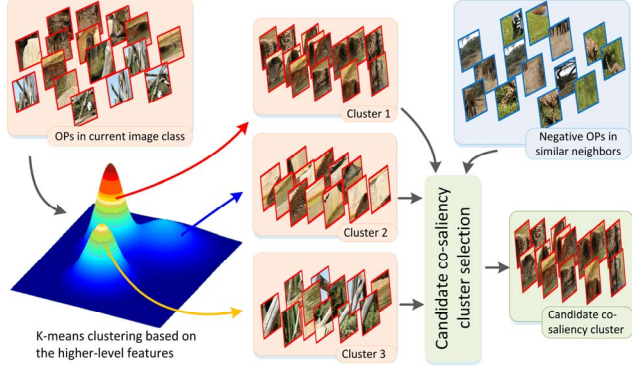 OPs in current image class
Cluster 1
Negative OPs in
similar neighbors
Cluster 2
Candidate co-saliency
cluster selection
Candidate co-
saliency cluster
K-means clustering based on
the higher-level features
Cluster 3